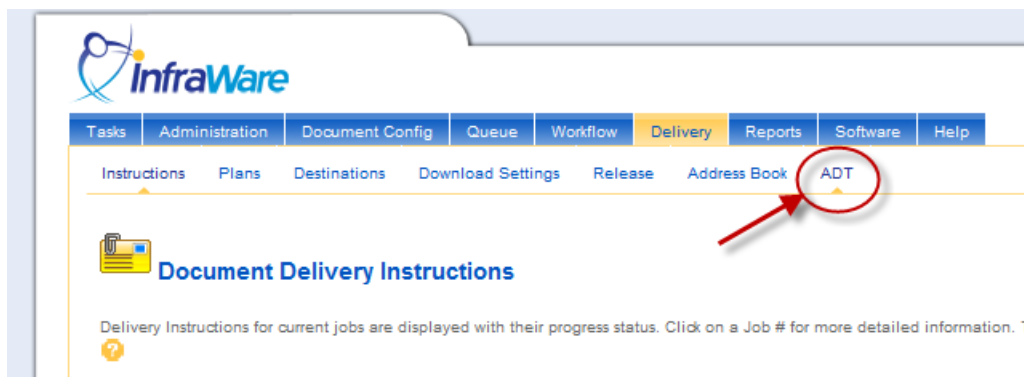 InfraWare
Tasks Administration Document Config Queue Workflow Delivery Reports Software Help
Instructions Plans Destinations Download Settings Release Address Book ADT
Document Delivery Instructions
Delivery Instructions for current jobs are displayed with their progress status. Click on a Job # for more detailed information.
?